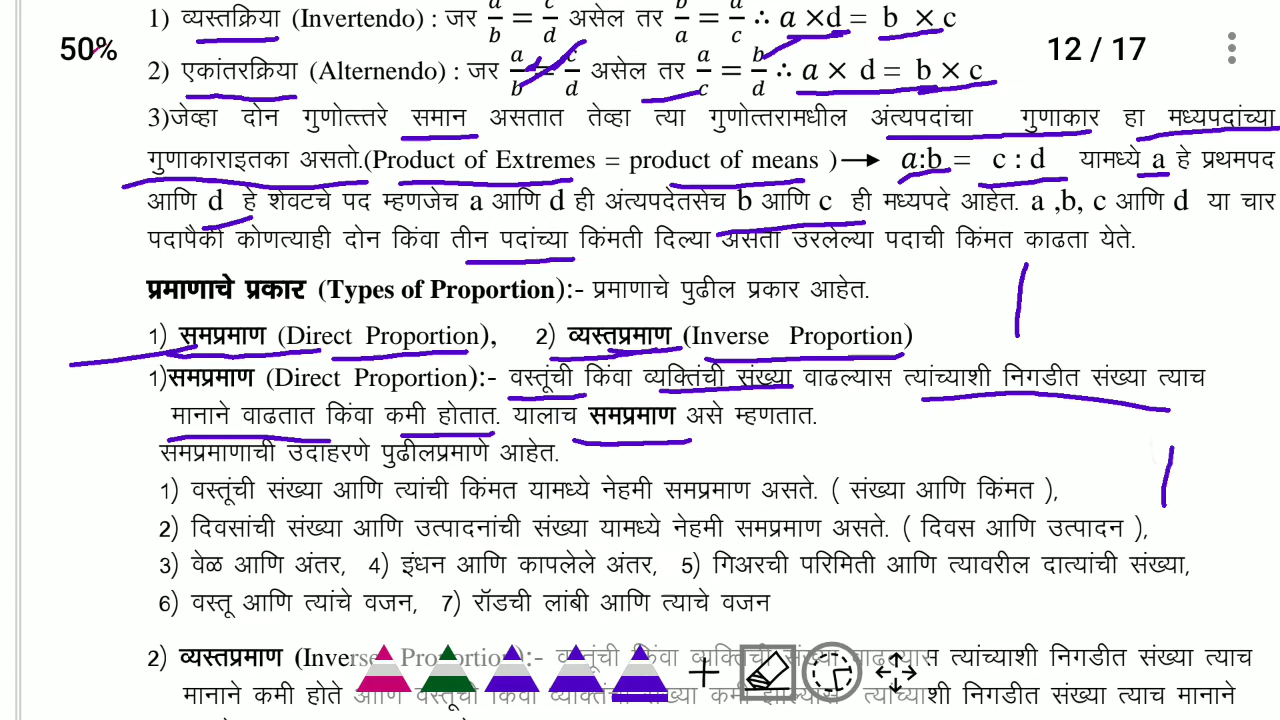 1) व्यस्तक्रिया (Invertendo) : जर a/b = c/d असेल तर b/a = d/c ∴ a ×d = b ×c
50%
12 / 17
2) एकांतरक्रिया (Alternendo) : जर a/b = c/d असेल तर a/c = b/d ∴ a × d = b × c
3)जेव्हा दोन गुणोत्त्तरे समान असतात तेव्हा त्या गुणोत्तरामधील अंत्यपदांचा गुणाकार हा मध्यपदांच्या
गुणाकाराइतका असतो.(Product of Extremes = product of means )→ a:b = c : d यामध्ये a हे प्रथमपद
आणि d हे शेवटचे पद म्हणजेच a आणि d ही अंत्यपदेतसेच b आणि c ही मध्यपदे आहेत. a ,b, c आणि d या चार
पदापैकी कोणत्याही दोन किंवा तीन पदांच्या किंमती दिल्या असता उरलेल्या पदाची किंमत काढता येते.
प्रमाणाचे प्रकार (Types of Proportion):- प्रमाणाचे पुढील प्रकार आहेत.
1) समप्रमाण (Direct Proportion), 2) व्यस्तप्रमाण (Inverse Proportion)
1)समप्रमाण (Direct Proportion):- वस्तूंची किंवा व्यक्तिंची संख्या वाढल्यास त्यांच्याशी निगडीत संख्या त्याच
मानाने वाढतात किंवा कमी होतात. यालाच समप्रमाण असे म्हणतात.
समप्रमाणाची उदाहरणे पुढीलप्रमाणे आहेत.
1) वस्तूंची संख्या आणि त्यांची किंमत यामध्ये नेहमी समप्रमाण असते. ( संख्या आणि किंमत ),
2) दिवसांची संख्या आणि उत्पादनांची संख्या यामध्ये नेहमी समप्रमाण असते. ( दिवस आणि उत्पादन ),
3) वेळ आणि अंतर, 4) इंधन आणि कापलेले अंतर, 5) गिअरची परिमिती आणि त्यावरील दात्यांची संख्या,
6) वस्तू आणि त्यांचे वजन, 7) रॉडची लांबी आणि त्याचे वजन
2) व्यस्तप्रमाण (Inverse Proportion):- वस्तूंची किंवा व्यक्तिंची संख्या वाढल्यास त्यांच्याशी निगडीत संख्या त्याच
मानाने कमी होते आणि वस्तूंची किंवा व्यक्तिंची संख्या कमी झाल्यास त्यांच्याशी निगडीत संख्या त्याच मानाने